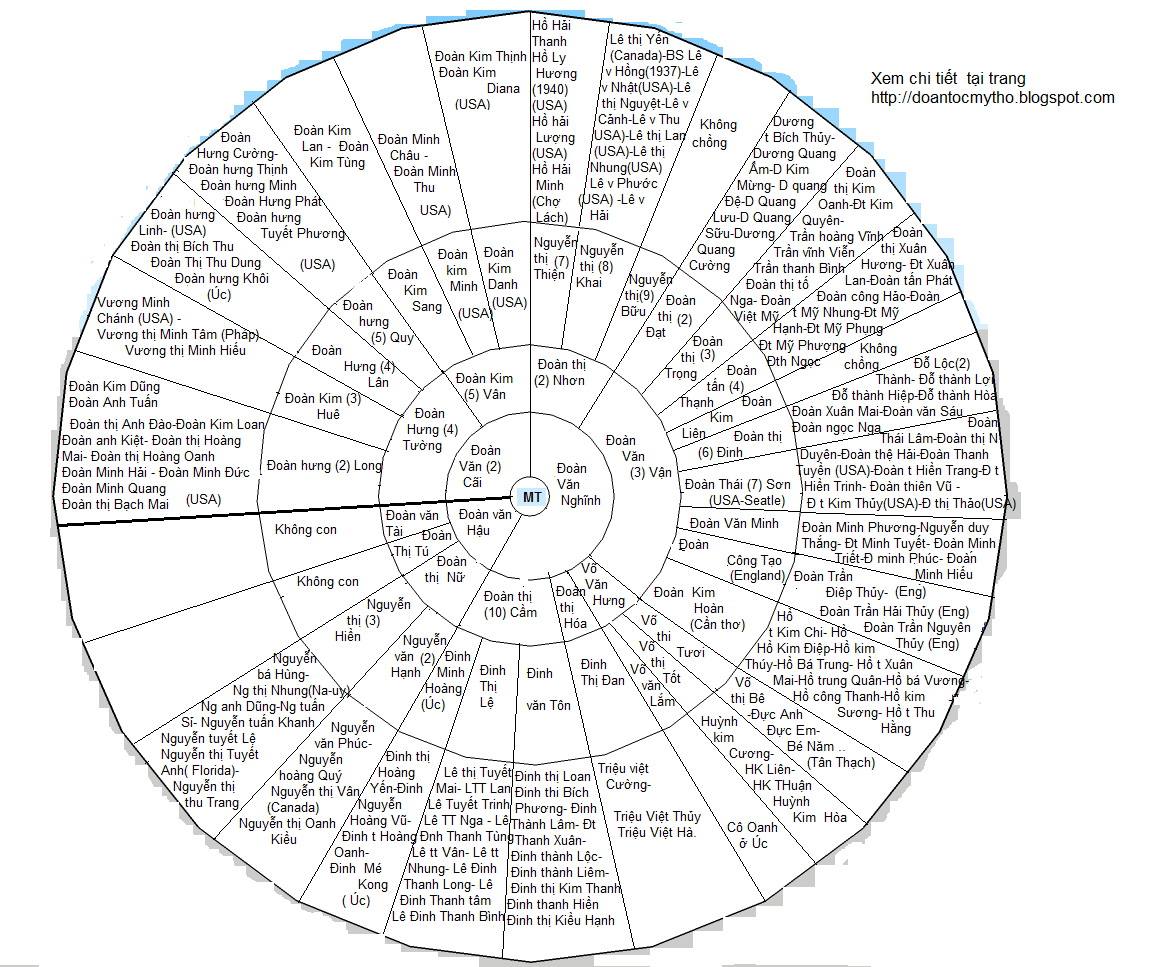 Xem chi tiết tại trang
http://doantocmytho.blogspot.com
MT
Đoàn
Văn
Nghĩnh
Đoàn
Văn (2)
Cãi
Đoàn văn
Hậu
Đoàn thị
(2) Nhơn
Đoàn
Văn
(3) Vận
Võ
Văn
Hưng
Đoàn
thị
Hóa
Đoàn thị
(10) Cầm
Đoàn
thị Nữ
Đoàn
Thị Tú
Đoàn văn
Tài
Đoàn
Hưng (4)
Tường
Đoàn Kim
(5) Vân
Nguyễn
thị (7)
Thiện
Nguyễn
thị (8)
Khai
Nguyễn
thị(9)
Bữu
Đoàn
thị (2)
Đạt
Đoàn
thị (3)
Trọng
Đoàn
tấn (4)
Thạnh
Đoàn
Kim
Liên
Đoàn thị
(6) Định
Đoàn Thái (7) Sơn
(USA-Seatle)
Đoàn Văn Minh
Đoàn
Công Tạo
(England)
Đoàn Kim
Hoàn
(Cần thơ)
Võ
thi
Tươi
Võ
thị
Tốt
Võ
văn
Lắm
Đinh
Thị Đan
Đinh
văn Tôn
Đinh
Thị
Lệ
Đinh
Minh
Hoàng
(Úc)
Nguyễn
văn (2)
Hạnh
Nguyễn
thị (3)
Hiền
Không con
Không con
Đoàn hưng (2) Long
Đoàn Kim (3)
Huê
Đoàn
Hưng (4)
Lân
Đoàn
hưng
(5) Quy
Đoàn
Kim
Sang
Đoàn
kim
Minh
(USA)
Đoàn
Kim
Danh
(USA)
Hồ Hải
Thanh
Hồ Ly
Hương
(1940)
(USA)
Hồ hải
Lượng
(USA)
Hồ Hải
Minh
(Chợ
Lách)
Lê thị Yến
(Canada)-BS Lê
v Hồng(1937)-Lê
v Nhật(USA)-Lê
thị Nguyệt-Lê v
Cảnh-Lê v Thu
USA)-Lê thị Lan
(USA)-Lê thị
Nhung(USA)
Lê v Phước
(USA) -Lê v
Hải
Không
chồng
Dương
t Bích Thủy-
Dương Quang
Ấm-D Kim
Mừng- D quang
Đệ-D Quang
Lưu-D Quang
Sữu-Dương
Quang
Cường
Đoàn
thị Kim
Oanh-Đt Kim
Quyên-
Trần hoàng Vĩnh
Trần vĩnh Viễn
Trần thanh Bình
Đoàn thị tố
Nga- Đoàn
Việt Mỹ
Đoàn
thị Xuân
Hương- Đt Xuân
Lan-Đoàn tấn Phát
Đoàn công Hão-Đoàn
t Mỹ Nhung-Đt Mỹ
Hạnh-Đt Mỹ Phụng
Đt Mỹ Phương
Đth Ngọc
Không
chồng
Đỗ Lộc(2)
Thành- Đỗ thành Lợi
Đỗ thành Hiệp-Đỗ thành Hòa
Đoàn Xuân Mai-Đoàn văn Sáu
Đoàn ngọc Nga
Đoàn
Thái Lâm-Đoàn thị N
Duyên-Đoàn thệ Hải-Đoàn Thanh
Tuyền (USA)-Đoàn t Hiền Trang-Đ t
Hiền Trinh- Đoàn thiên Vũ -
Đ t Kim Thủy(USA)-Đ thị Thảo(USA)
Đoàn Minh Phương-Nguyễn duy
Thắng- Đt Minh Tuyết- Đoàn Minh
Triết-Đ minh Phúc- Đoàn
Minh Hiếu
Đoàn Trần
Điệp Thúy- (Eng)
Đoàn Trần Hải Thủy (Eng)
Đoàn Trần Nguyên
Thủy (Eng)
Hồ
t Kim Chi- Hồ
Hồ Kim Điệp-Hồ kim
Thúy-Hồ Bá Trung- Hồ t Xuân
Mai-Hồ trung Quân-Hồ bá Vương-
Hồ công Thanh-Hồ kim
Sương- Hồ t Thu
Hằng
Võ
thị Bê
-Đực Anh
Đực Em-
Bé Năm ..
(Tân Thạch)
Huỳnh
kim
Cương-
HK Liên-
HK THuận
Huỳnh
Kim Hòa
Cô Oanh
ở Úc
Triệu việt
Cường-
Triệu Việt Thủy
Triệu Việt Hà.
Đinh thị Loan
Đinh thi Bích
Phương- Đinh
Thành Lâm- Đt
Thanh Xuân-
Đinh thành Lộc-
Đinh thành Liêm-
Đinh thị Kim Thanh
Đinh thanh Hiền
Đinh thị Kiều Hạnh
Lê thị Tuyết
Mai- LTT Lan
Lê Tuyết Trinh
Lê TT Nga - Lê
Đnh Thanh Tùng
Lê tt Vân- Lê tt
Nhung- Lê Đinh
Thanh Long- Lê
Đinh Thanh tâm
Lê Đinh Thanh Bình
Đinh thị
Hoàng
Yến-Đinh
Nguyễn
Hoàng Vũ-
Đinh t Hoàng
Oanh-
Đinh Mé
Kong
( Úc)
Nguyễn
văn Phúc-
Nguyễn
hoàng Quý
Nguyễn thị Vân
(Canada)
Nguyễn thị Oanh
Kiều
Nguyễn
bá Hùng-
Ng thị Nhung(Na-uy)
Ng anh Dũng-Ng tuấn
Sĩ- Nguyễn tuấn Khanh
Nguyễn tuyết Lệ
Nguyễn thị Tuyết
Anh( Florida)-
Nguyễn thị
thu Trang
Đoàn Kim Dũng
Đoàn Anh Tuấn
Đoàn thị Anh Đào-Đoàn Kim Loan
Đoàn anh Kiệt- Đoàn thị Hoàng
Mai- Đoàn thị Hoàng Oanh
Đoàn Minh Hải - Đoàn Minh Đức
Đoàn Minh Quang
Đoàn thị Bạch Mai (USA)
Vương Minh
Chánh (USA) -
Vương thị Minh Tâm (Pháp)
Vương thị Minh Hiếu
Đoàn hưng
Linh- (USA)
Đoàn thị Bích Thu
Đoàn Thị Thu Dung
Đoàn hưng Khôi
(Úc)
Đoàn
Hưng Cường-
Đoàn hưng Thịnh
Đoàn hưng Minh
Đoàn Hưng Phát
Đoàn hưng
Tuyết Phương
(USA)
Đoàn Kim
Lan - Đoàn
Kim Tùng
Đoàn Minh
Châu -
Đoàn Minh
Thu
USA)
Đoàn Kim Thịnh
Đoàn Kim
Diana
(USA)